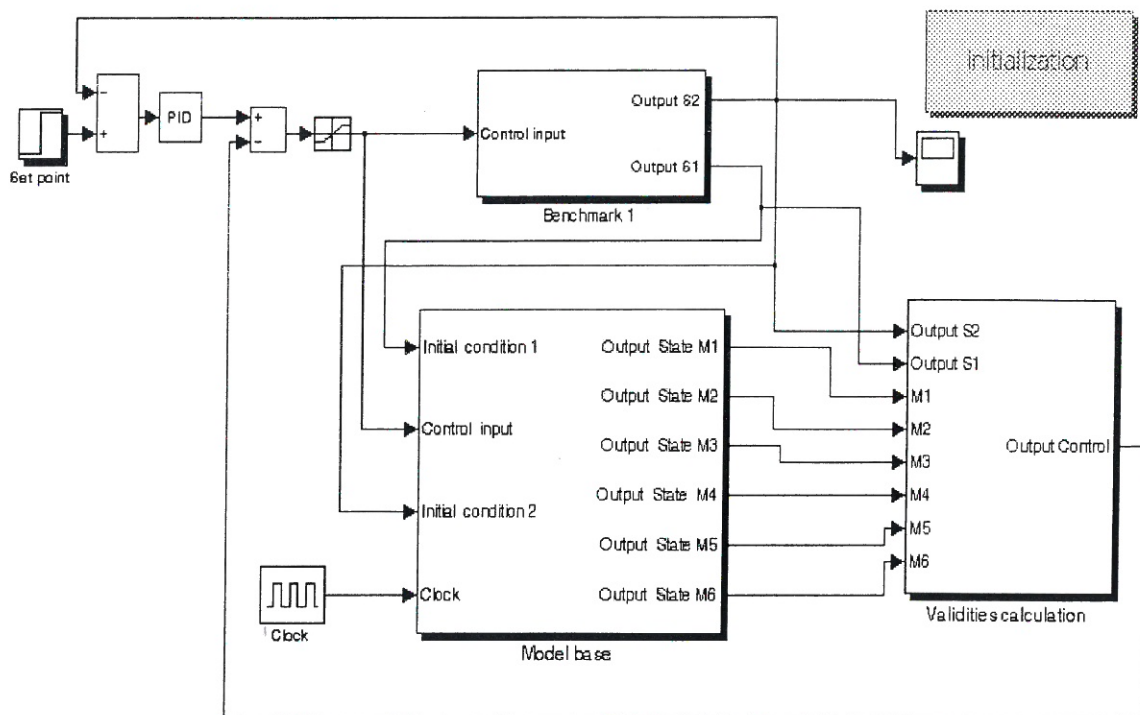 Initialization
Set point
PID
Control input
Output S2
Output S1
Benchmark 1
Initial condition 1
Control input
Initial condition 2
Clock
Output State M1
Output State M2
Output State M3
Output State M4
Output State M5
Output State M6
Model base
Clock
Output S2
Output S1
M1
M2
M3
M4
M5
M6
Output Control
Validities calculation